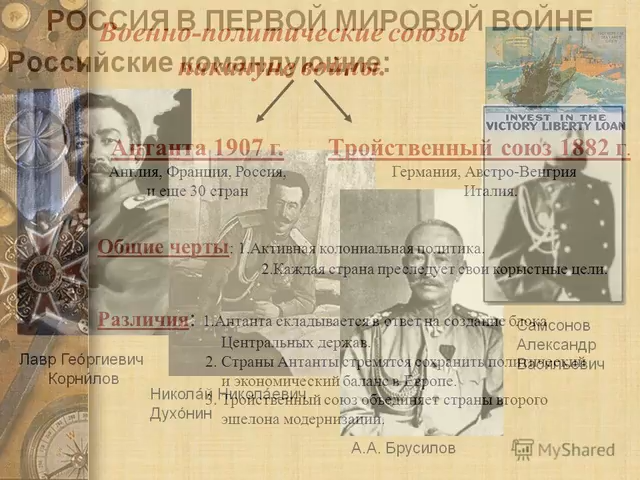 РОССИЯ В ПЕРВОЙ МИРОВОЙ ВОЙНЕ
Военно-политические союзы
накануне войны.
Российские командующие:
INVEST IN THE
VICTORY LIBERTY LOAN
Антанта 1907 г.
Тройственный союз 1882 г.
Англия, Франция, Россия,
и еще 30 стран
Германия, Австро-Венгрия
Италия.
Общие черты: 1.Активная колониальная политика.
2.Каждая страна преследует свои корыстные цели.
Различия: 1.Антанта складывается в ответ на создание блока
Центральных держав.
2. Страны Антанты стремятся сохранить политический
и экономический баланс в Европе.
3. Тройственный союз объединяет страны второго
эшелона модернизации.
Самсонов
Александр
Васильевич
Лавр Гео́ргиевич
Корни́лов
Никола́й Никола́евич
Духо́нин
А.А. Брусилов
MyShared